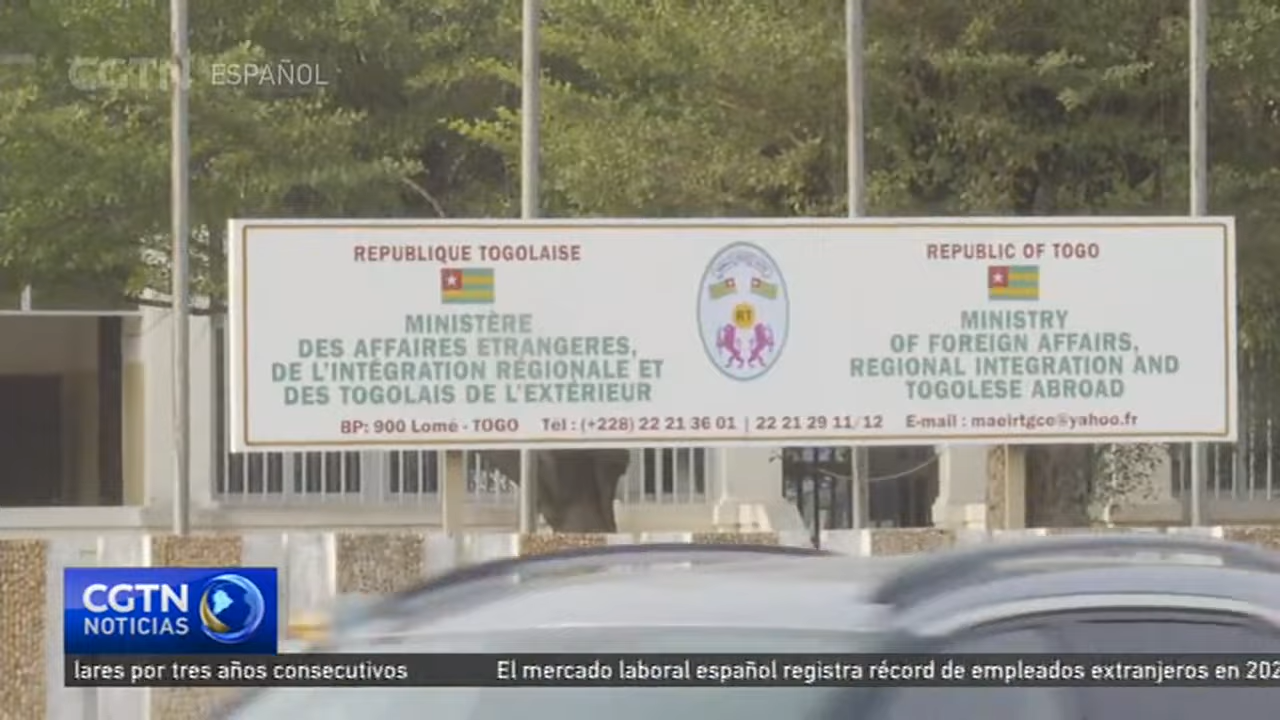 CGTN ESPAÑOL
REPUBLIQUE TOGOLAISE
MINISTÈRE
DES AFFAIRES ETRANGERES,
DE L'INTÉGRATION RÉGIONALE ET
DES TOGOLAIS DE L'EXTÉRIEUR
RT
REPUBLIC OF TOGO
MINISTRY
OF FOREIGN AFFAIRS,
REGIONAL INTEGRATION AND
TOGOLESE ABROAD
BP: 900 Lomé - TOGO Tél : (+228) 22 21 36 01 | 22 21 29 11/12 E-mail : maeirtgce@yahoo.fr
CGTN
NOTICIAS
lares por tres años consecutivos El mercado laboral español registra récord de empleados extranjeros en 202